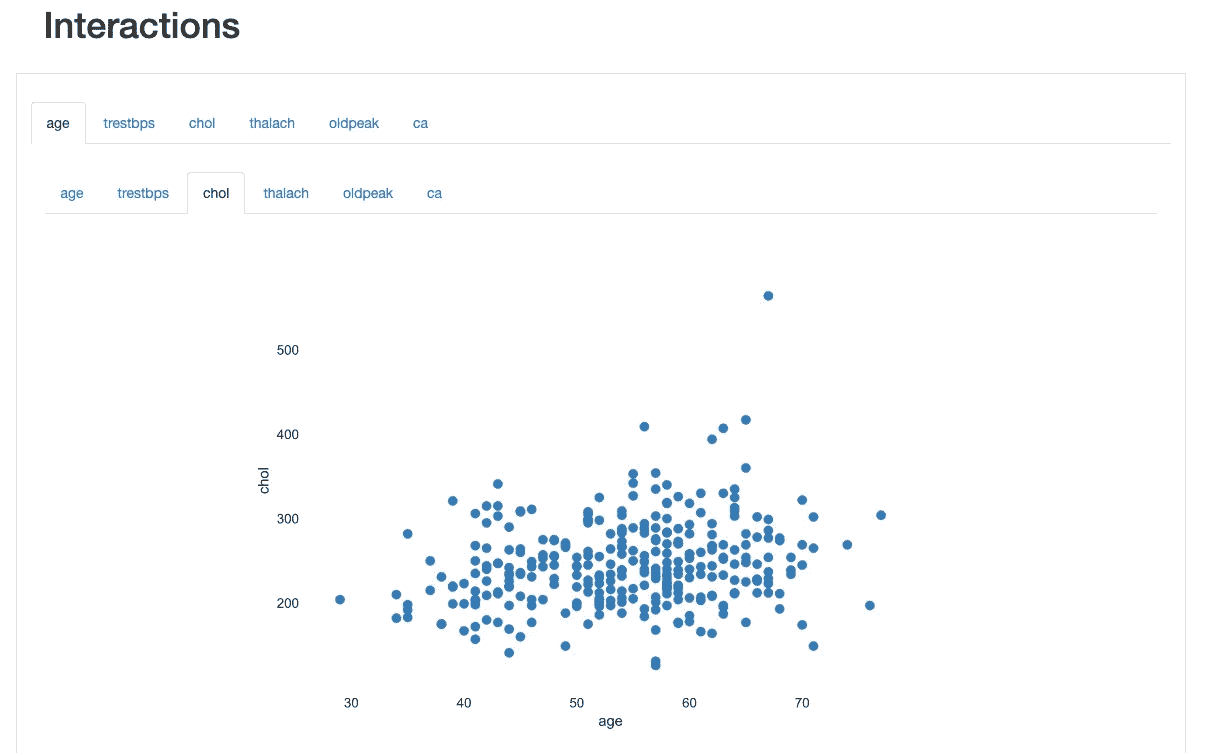 Interactions
age trestbps chol thalach oldpeak ca
age trestbps chol thalach oldpeak ca
500
400
chol
300
200
30 40 50 60 70
age